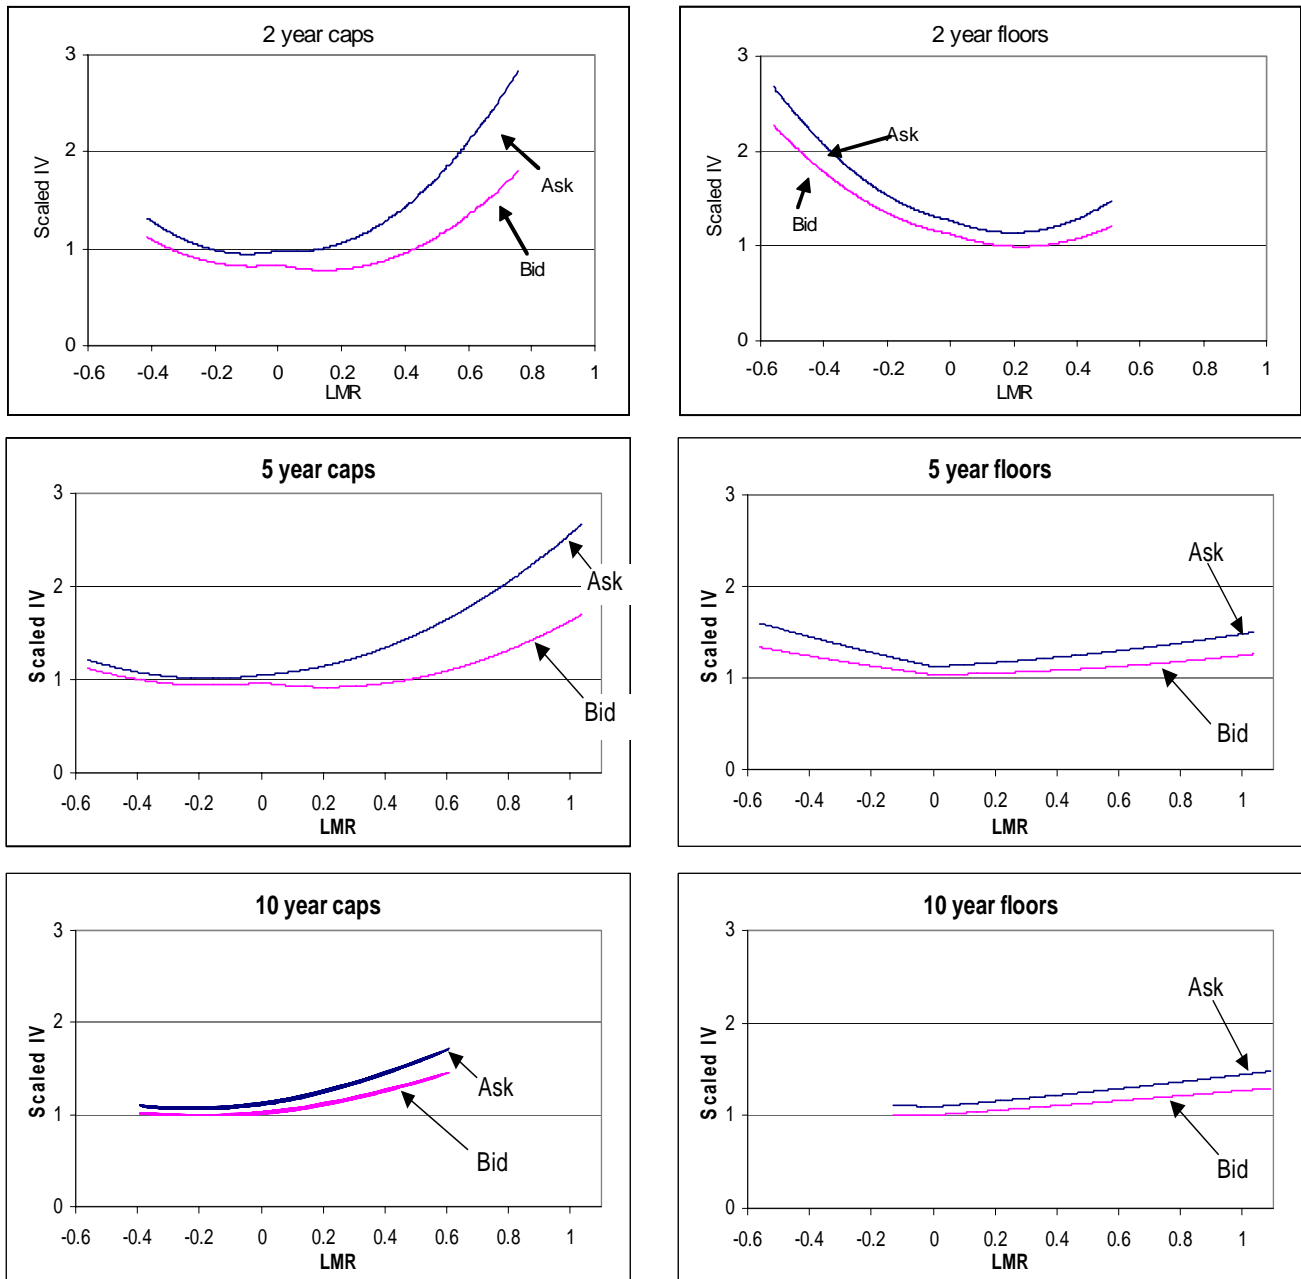 2 year caps
3
2
1
0
Scaled IV
-0.6 -0.4 -0.2 0 0.2 0.4 0.6 0.8 1
LMR
Ask
Bid
2 year floors
3
2
1
0
Scaled IV
-0.6 -0.4 -0.2 0 0.2 0.4 0.6 0.8 1
LMR
Ask
Bid
5 year caps
3
2
1
0
Scaled IV
-0.6 -0.4 -0.2 0 0.2 0.4 0.6 0.8 1
LMR
Ask
Bid
5 year floors
3
2
1
0
Scaled IV
-0.6 -0.4 -0.2 0 0.2 0.4 0.6 0.8 1
LMR
Ask
Bid
10 year caps
3
2
1
0
Scaled IV
-0.6 -0.4 -0.2 0 0.2 0.4 0.6 0.8 1
LMR
Ask
Bid
10 year floors
3
2
1
0
Scaled IV
-0.6 -0.4 -0.2 0 0.2 0.4 0.6 0.8 1
LMR
Ask
Bid